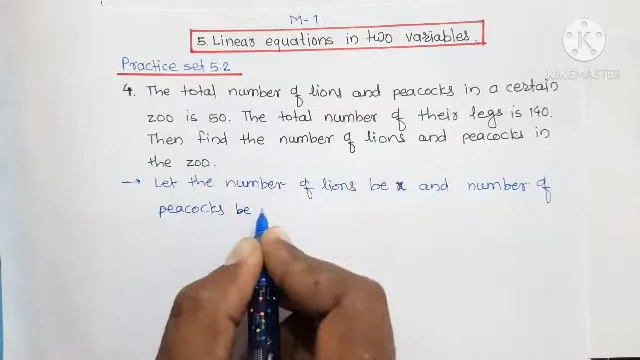 M-1
5. Linear equations in two variables.
Practice set 5.2
4. The total number of lions and peacocks in a certain
zoo is 50. The total number of their legs is 140.
Then find the number of lions and peacocks in
the zoo.
→ Let the number of lions be x and number of
peacocks be
KINEMASTER